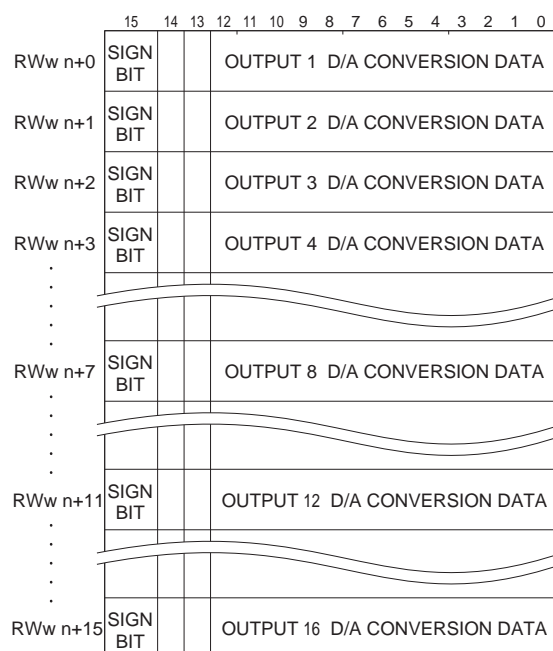 15 14 13 12 11 10 9 8 7 6 5 4 3 2 1 0
RWw n+0 SIGN BIT OUTPUT 1 D/A CONVERSION DATA
RWw n+1 SIGN BIT OUTPUT 2 D/A CONVERSION DATA
RWw n+2 SIGN BIT OUTPUT 3 D/A CONVERSION DATA
RWw n+3 SIGN BIT OUTPUT 4 D/A CONVERSION DATA
RWw n+7 SIGN BIT OUTPUT 8 D/A CONVERSION DATA
RWw n+11 SIGN BIT OUTPUT 12 D/A CONVERSION DATA
RWw n+15 SIGN BIT OUTPUT 16 D/A CONVERSION DATA